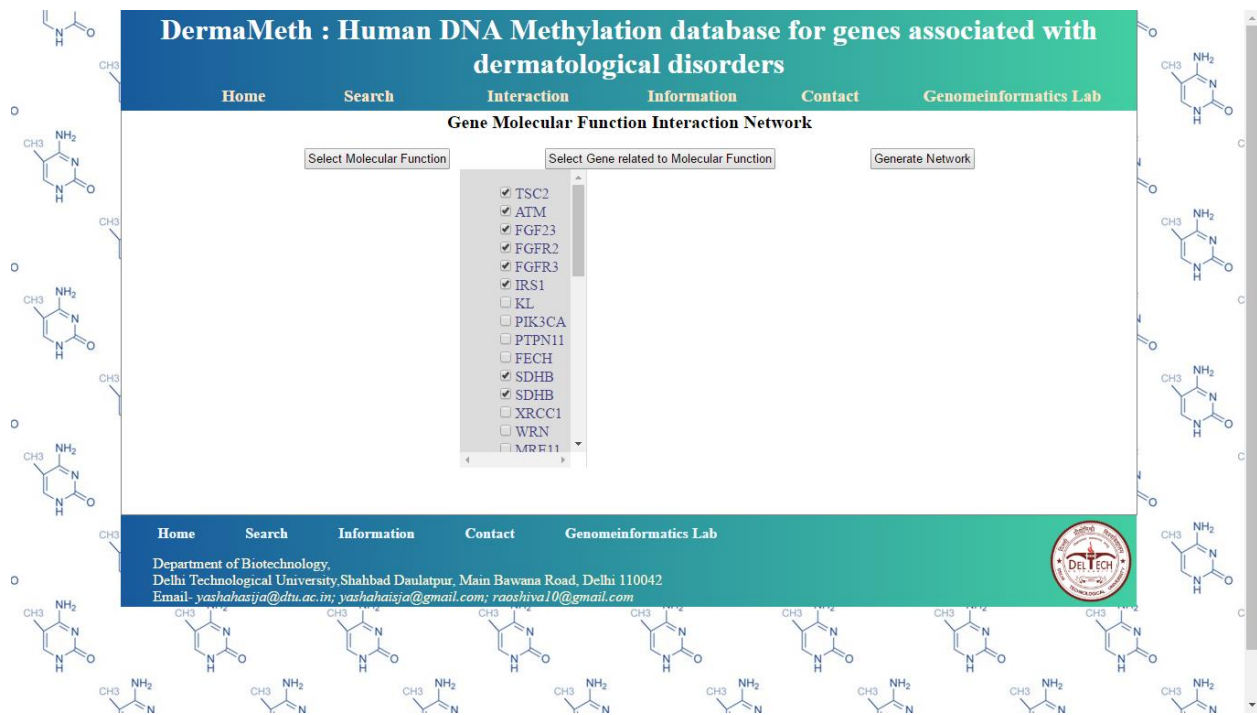 DermaMeth : Human DNA Methylation database for genes associated with
dermatological disorders
Home Search Interaction Information Contact Genomeinformatics Lab
Gene Molecular Function Interaction Network
Select Molecular Function Select Gene related to Molecular Function Generate Network
TSC2
ATM
FGF23
FGFR2
FGFR3
IRS1
KL
PIK3CA
PTPN11
FECH
SDHB
SDHB
XRCC1
WRN
MRE11
Home Search Information Contact Genomeinformatics Lab
Department of Biotechnology,
Delhi Technological University,Shahbad Daulatpur, Main Bawana Road, Delhi 110042
Email- yashahasija@dtu.ac.in; yashahaisja@gmail.com; raoshiva10@gmail.com
DELTECH